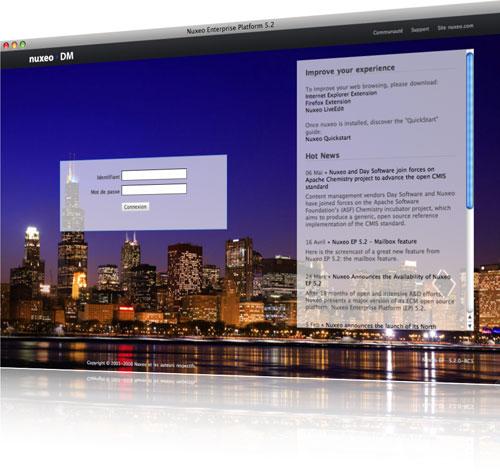 Nuxeo Enterprise Platform 5.2
Communauté Support Site nuxeo.com
nuxeo DM
Identifiant
Mot de passe
Connexion
Improve your experience
To improve your web browsing, please download:
Internet Explorer Extension
Firefox Extension
Nuxeo LiveEdit
Once nuxeo is installed, discover the "QuickStart"
guide:
Nuxeo Quickstart
Hot News
06 Mai • Nuxeo and Day Software join forces on
Apache Chemistry project to advance the open CMIS
standard
Content management vendors Day Software and Nuxeo
have joined forces on the Apache Software
Foundation's (ASF) Chemistry incubator project, which
aims to produce a generic, open source reference
implementation of the CMIS standard.
16 Avril • Nuxeo EP 5.2 - Mailbox feature
Here is the screencast of a great new feature from
Nuxeo EP 5.2: the mailbox feature.
24 Mars • Nuxeo Announces the Availability of Nuxeo
EP 5.2
After 18 months of open and intensive R&D efforts,
Nuxeo presents a major version of its ECM open source
platform: Nuxeo Enterprise Platform (EP) 5.2.
Nuxeo announces the launch of its North
Copyright © 2001-2008 Nuxeo et les auteurs respectifs.
5.2.0-RC5